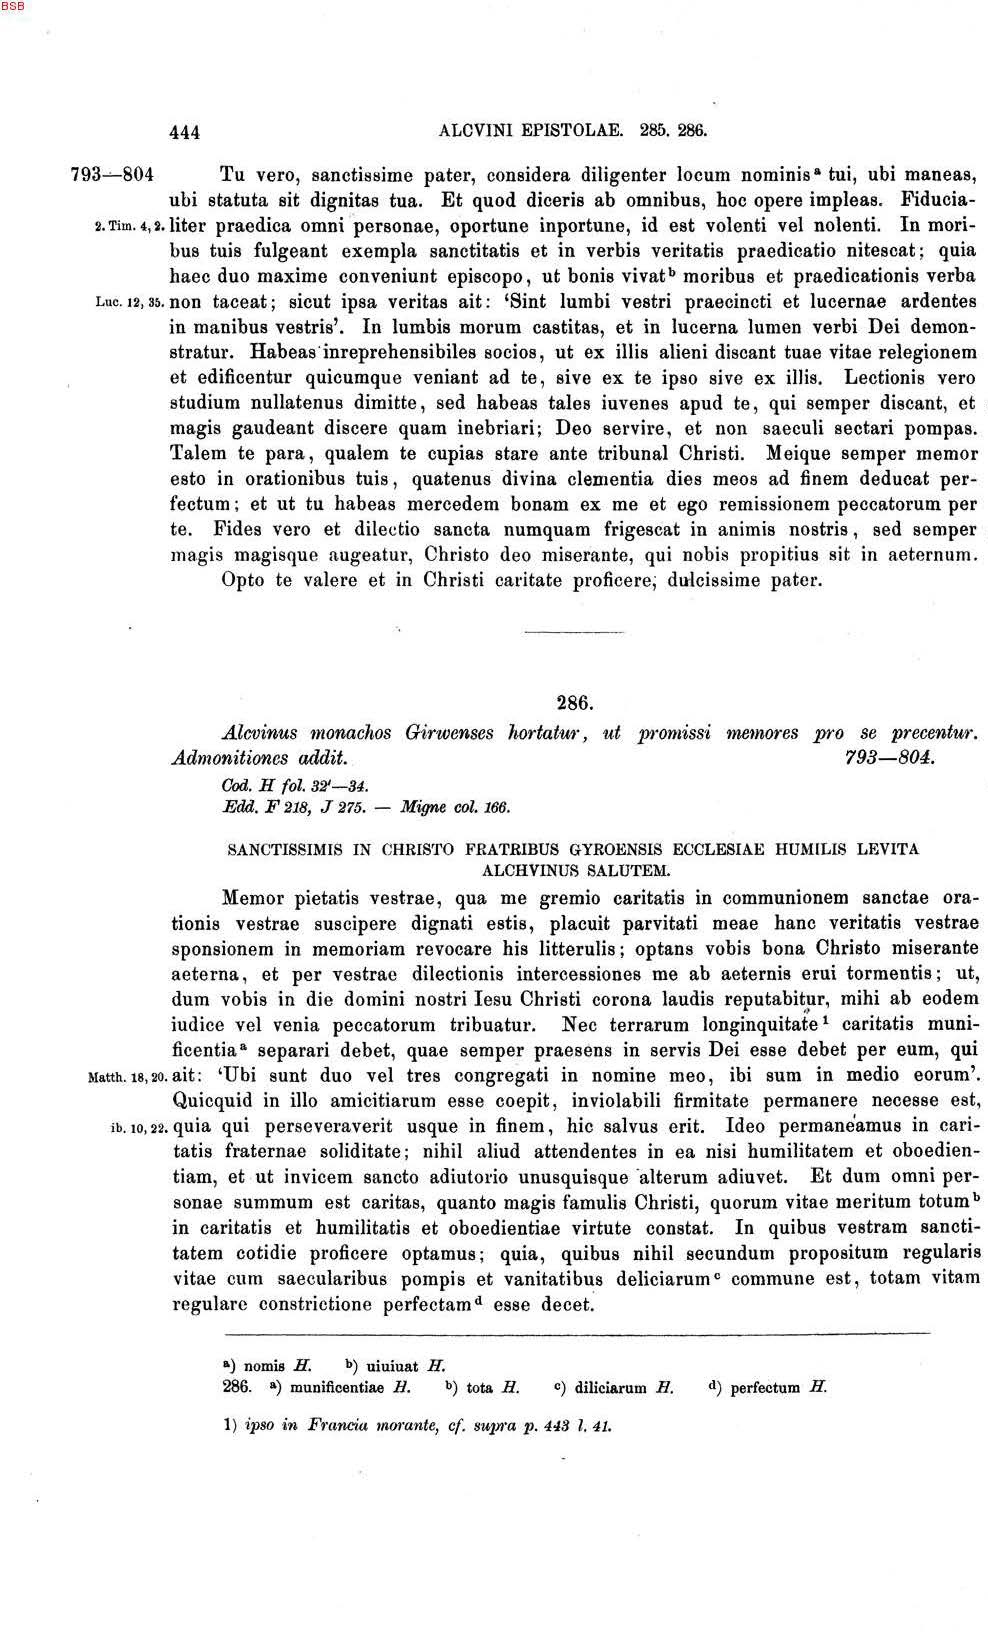 BSB
444 ALCVINI EPISTOLAE. 285. 286.
793—804 Tu vero, sanctissime pater, considera diligenter locum nominis a tui, ubi maneas,
ubi statuta sit dignitas tua. Et quod diceris ab omnibus, hoc opere impleas. Fiducia-
2. Tim. 4, 2. liter praedica omni personae, oportune inportune, id est volenti vel nolenti. In mori-
bus tuis fulgeant exempla sanctitatis et in verbis veritatis praedicatio nitescat; quia
haec duo maxime conveniunt episcopo, ut bonis vivat b moribus et praedicationis verba
Luc. 12, 35. non taceat; sicut ipsa veritas ait: ‘Sint lumbi vestri praecincti et lucernae ardentes
in manibus vestris’. In lumbis morum castitas, et in lucerna lumen verbi Dei demon-
stratur. Habeas inreprehensibiles socios, ut ex illis alieni discant tuae vitae relegionem
et edificentur quicumque veniant ad te, sive ex te ipso sive ex illis. Lectionis vero
studium nullatenus dimitte, sed habeas tales iuvenes apud te, qui semper discant, et
magis gaudeant discere quam inebriari; Deo servire, et non saeculi sectari pompas.
Talem te para, qualem te cupias stare ante tribunal Christi. Meique semper memor
esto in orationibus tuis, quatenus divina clementia dies meos ad finem deducat per-
fectum; et ut tu habeas mercedem bonam ex me et ego remissionem peccatorum per
te. Fides vero et dilectio sancta numquam frigescat in animis nostris, sed semper
magis magisque augeatur, Christo deo miserante, qui nobis propitius sit in aeternum.
Opto te valere et in Christi caritate proficere, dulcissime pater.
286.
Alcvinus monachos Girwenses hortatur, ut promissi memores pro se precentur.
Admonitiones addit. 793—804.
Cod. H fol. 32'—34.
Edd. F 218, J 275. — Migne col. 166.
SANCTISSIMIS IN CHRISTO FRATRIBUS GYROENSIS ECCLESIAE HUMILIS LEVITA
ALCHVINUS SALUTEM.
Memor pietatis vestrae, qua me gremio caritatis in communionem sanctae ora-
tionis vestrae suscipere dignati estis, placuit parvitati meae hanc veritatis vestrae
sponsionem in memoriam revocare his litterulis; optans vobis bona Christo miserante
aeterna, et per vestrae dilectionis intercessiones me ab aeternis erui tormentis; ut,
dum vobis in die domini nostri Iesu Christi corona laudis reputabitur, mihi ab eodem
iudice vel venia peccatorum tribuatur. Nec terrarum longinquitate 1 caritatis muni-
ficentia a separari debet, quae semper praesens in servis Dei esse debet per eum, qui
Matth. 18, 20. ait: ‘Ubi sunt duo vel tres congregati in nomine meo, ibi sum in medio eorum’.
Quicquid in illo amicitiarum esse coepit, inviolabili firmitate permanere necesse est,
ib. 10, 22. quia qui perseveraverit usque in finem, hic salvus erit. Ideo permaneamus in cari-
tatis fraternae soliditate; nihil aliud attendentes in ea nisi humilitatem et oboedien-
tiam, et ut invicem sancto adiutorio unusquisque alterum adiuvet. Et dum omni per-
sonae summum est caritas, quanto magis famulis Christi, quorum vitae meritum totum b
in caritatis et humilitatis et oboedientiae virtute constat. In quibus vestram sancti-
tatem cotidie proficere optamus; quia, quibus nihil secundum propositum regularis
vitae cum saecularibus pompis et vanitatibus deliciarum c commune est, totam vitam
regulare constrictione perfectam d esse decet.
a) nomis H. b) uiuiuat H.
286. a) munificentiae H. b) tota H. c) diliciarum H. d) perfectum H.
1) ipso in Francia morante, cf. supra p. 443 l. 41.